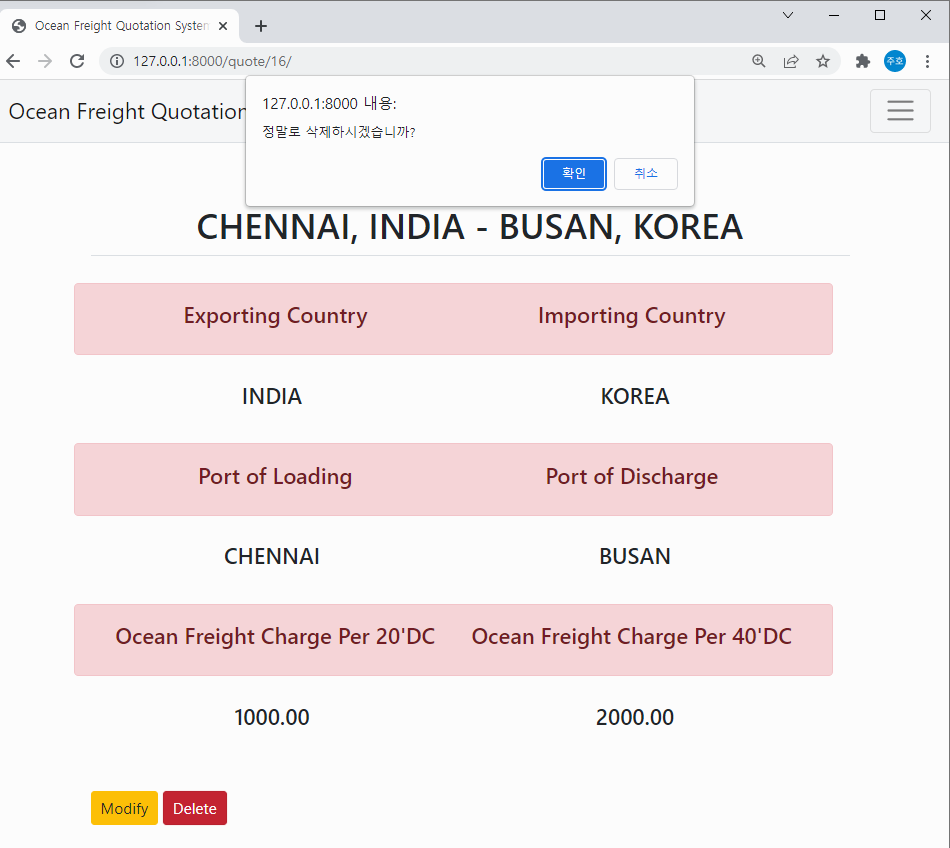 Ocean Freight Quotation System
127.0.0.1:8000/quote/16/
주호
Ocean Freight Quotation
127.0.0.1:8000 내용:
정말로 삭제하시겠습니까?
확인 취소
CHENNAI, INDIA - BUSAN, KOREA
Exporting Country Importing Country
INDIA KOREA
Port of Loading Port of Discharge
CHENNAI BUSAN
Ocean Freight Charge Per 20'DC Ocean Freight Charge Per 40'DC
1000.00 2000.00
Modify Delete